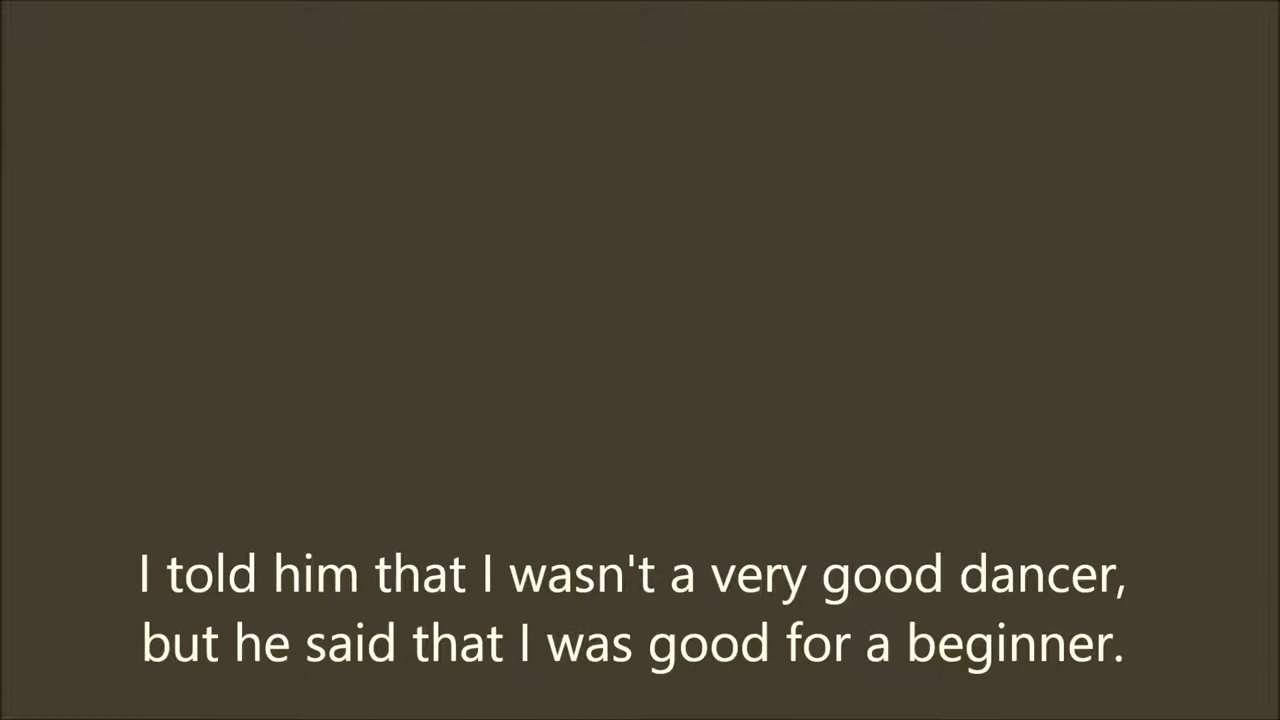 I told him that I wasn't a very good dancer,
but he said that I was good for a beginner.